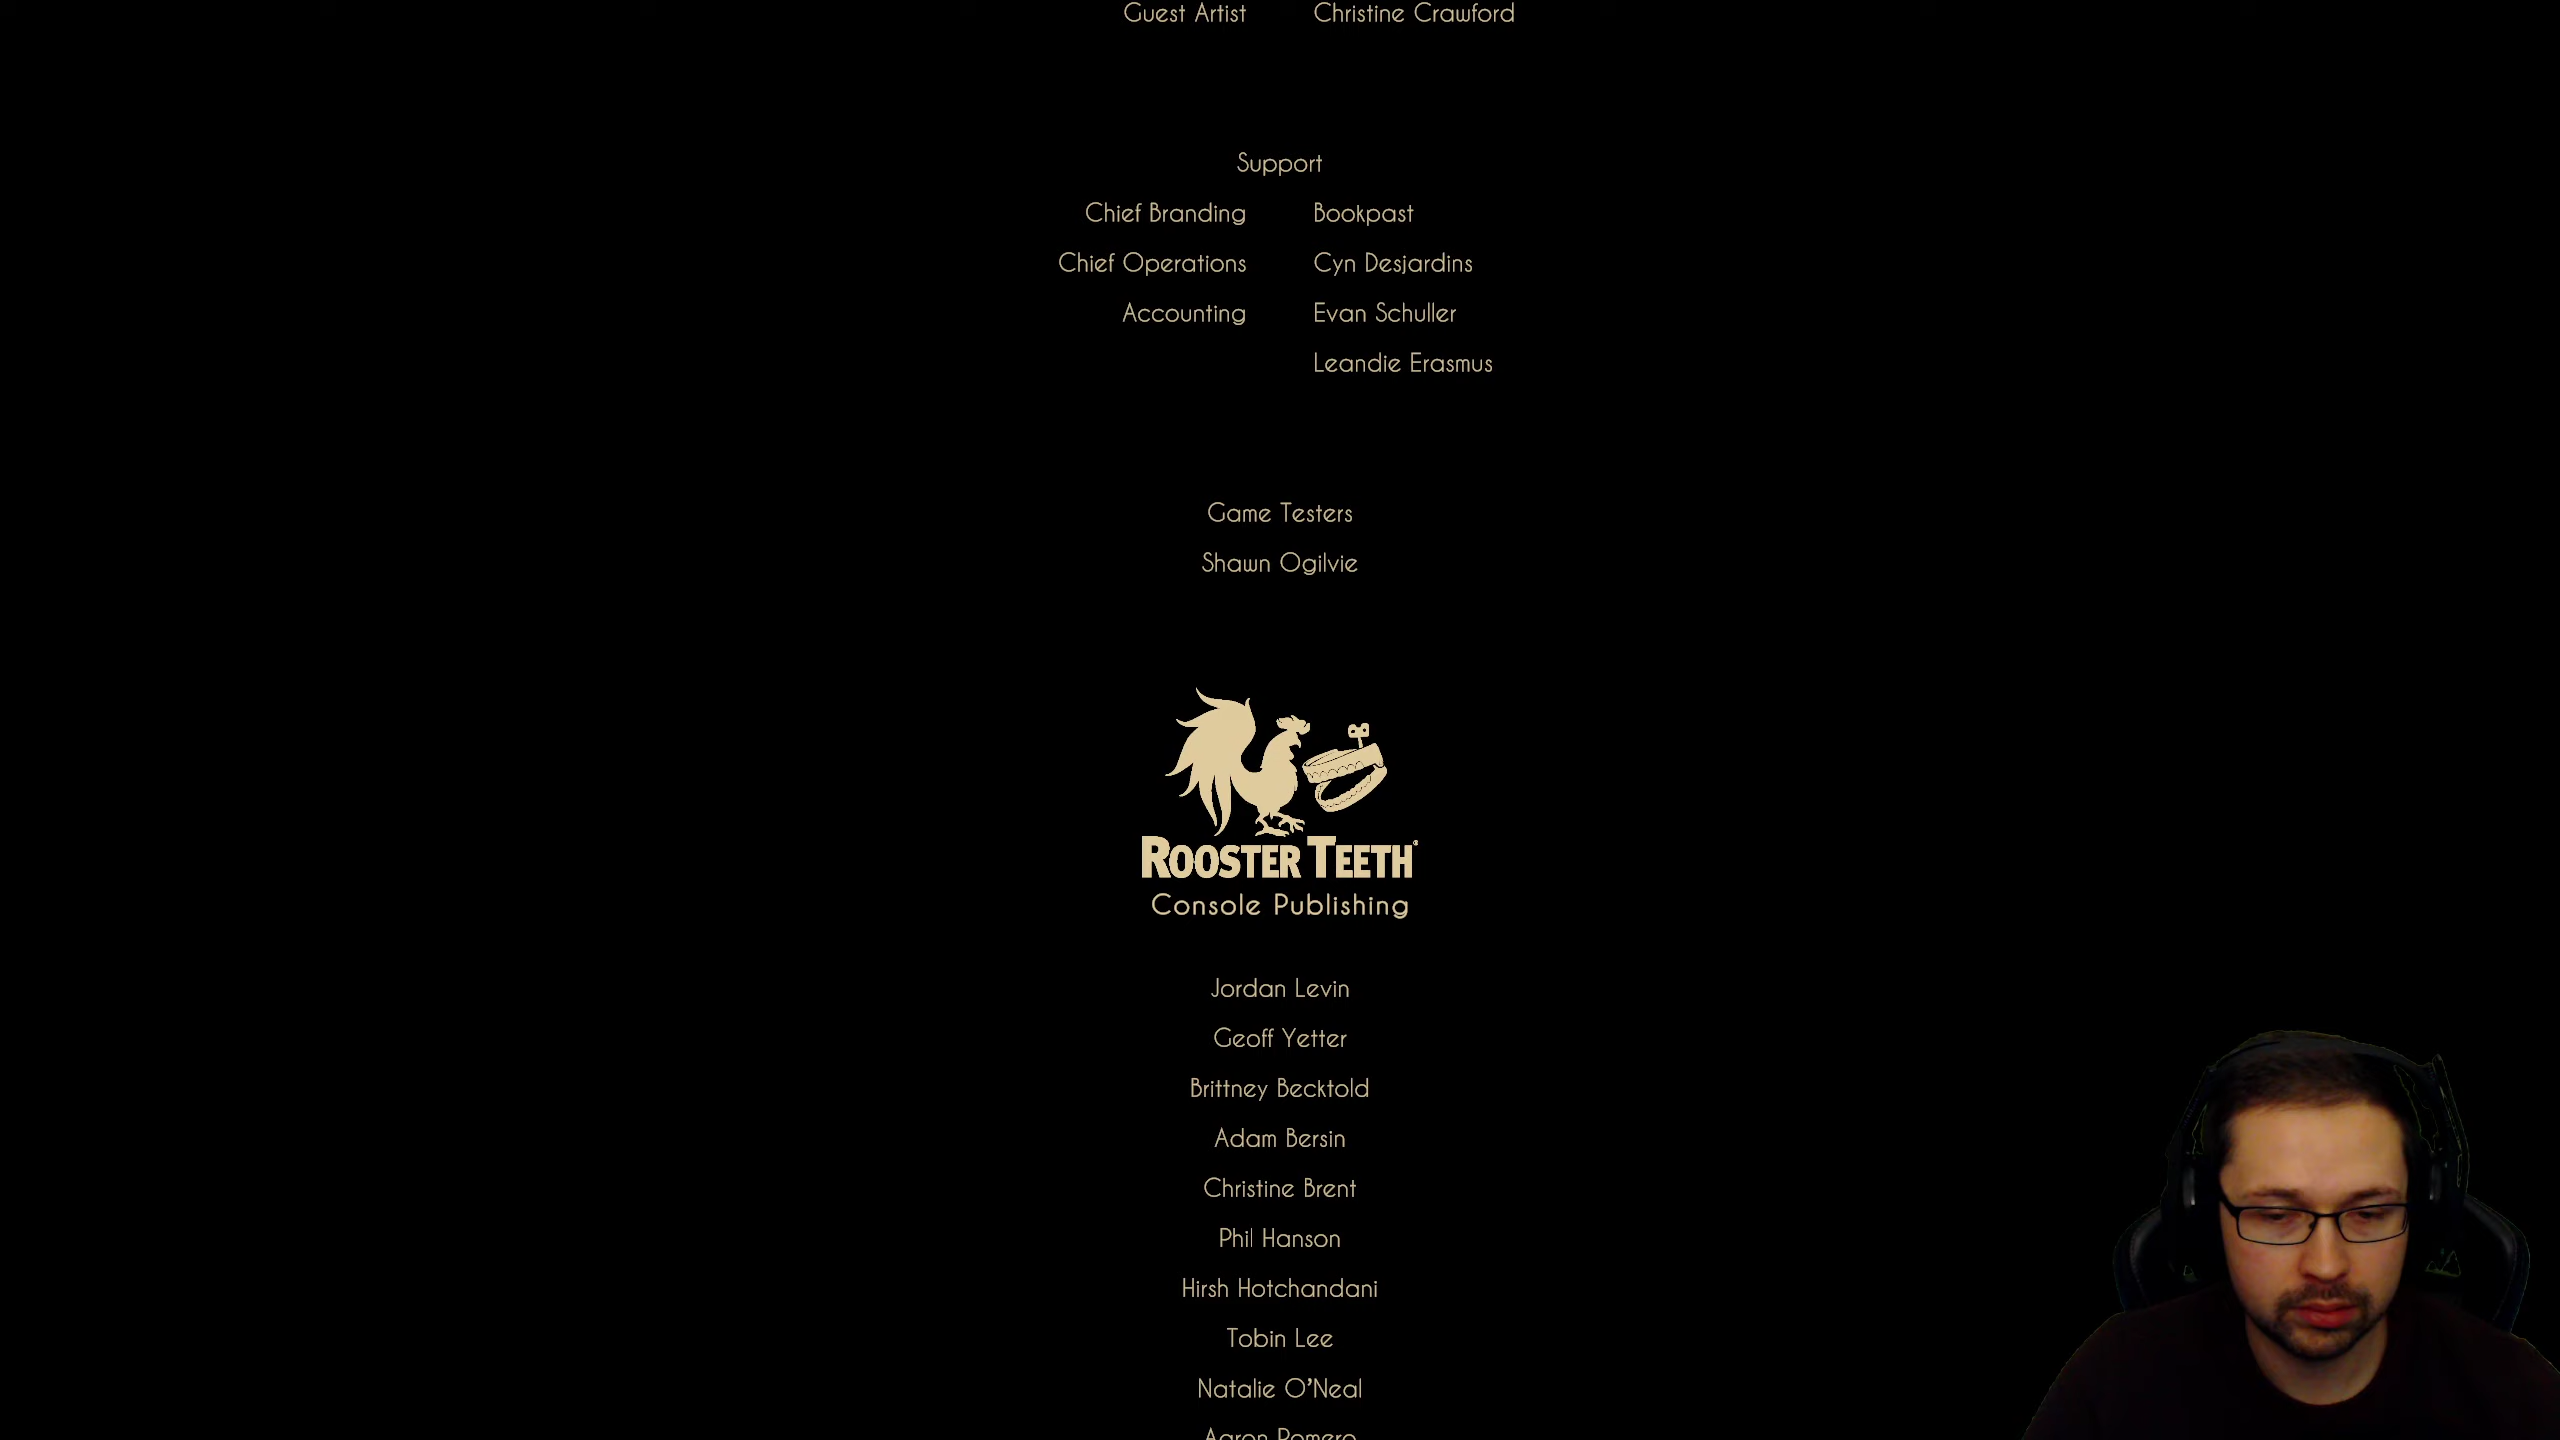 Guest Artist Christine Crawford
Support
Chief Branding Bookpast
Chief Operations Cyn Desjardins
Accounting Evan Schuller
Leandie Erasmus
Game Testers
Shawn Ogilvie
ROOSTER TEETH®
Console Publishing
Jordan Levin
Geoff Yetter
Brittney Becktold
Adam Bersin
Christine Brent
Phil Hanson
Hirsh Hotchandani
Tobin Lee
Natalie O'Neal
Aaron Romero